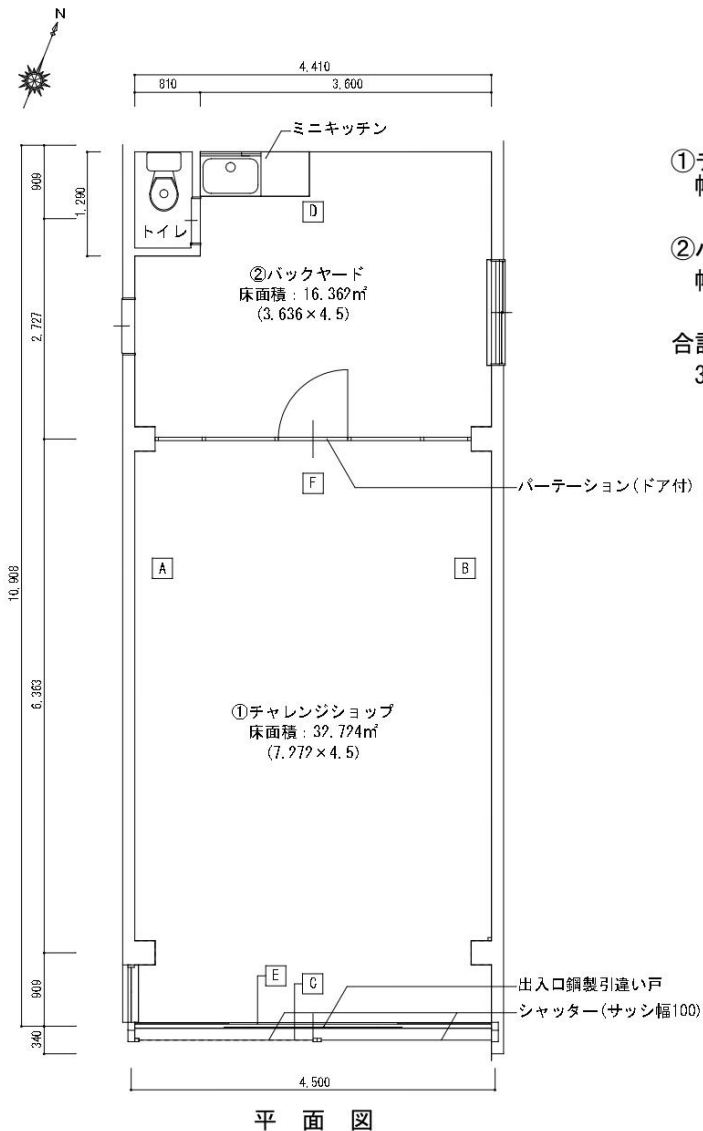 N
4,410
810
3,600
ミニキッチン
909
1,290
トイレ
D
②バックヤード
床面積：16.362㎡
(3.636×4.5)
2,727
F
パーテーション(ドア付)
A
B
10,908
6,363
①チャレンジショップ
床面積：32.724㎡
(7.272×4.5)
909
E
C
出入口鋼製引違い戸
シャッター(サッシ幅100)
340
4,500
平面図
①
②
合計
3